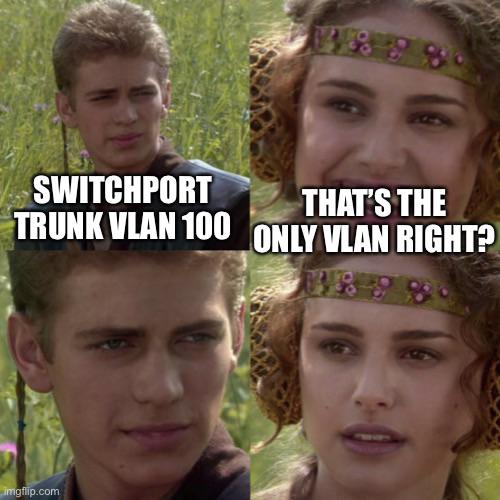 SWITCHPORT
TRUNK VLAN 100
THAT'S THE
ONLY VLAN RIGHT?
imgflip.com